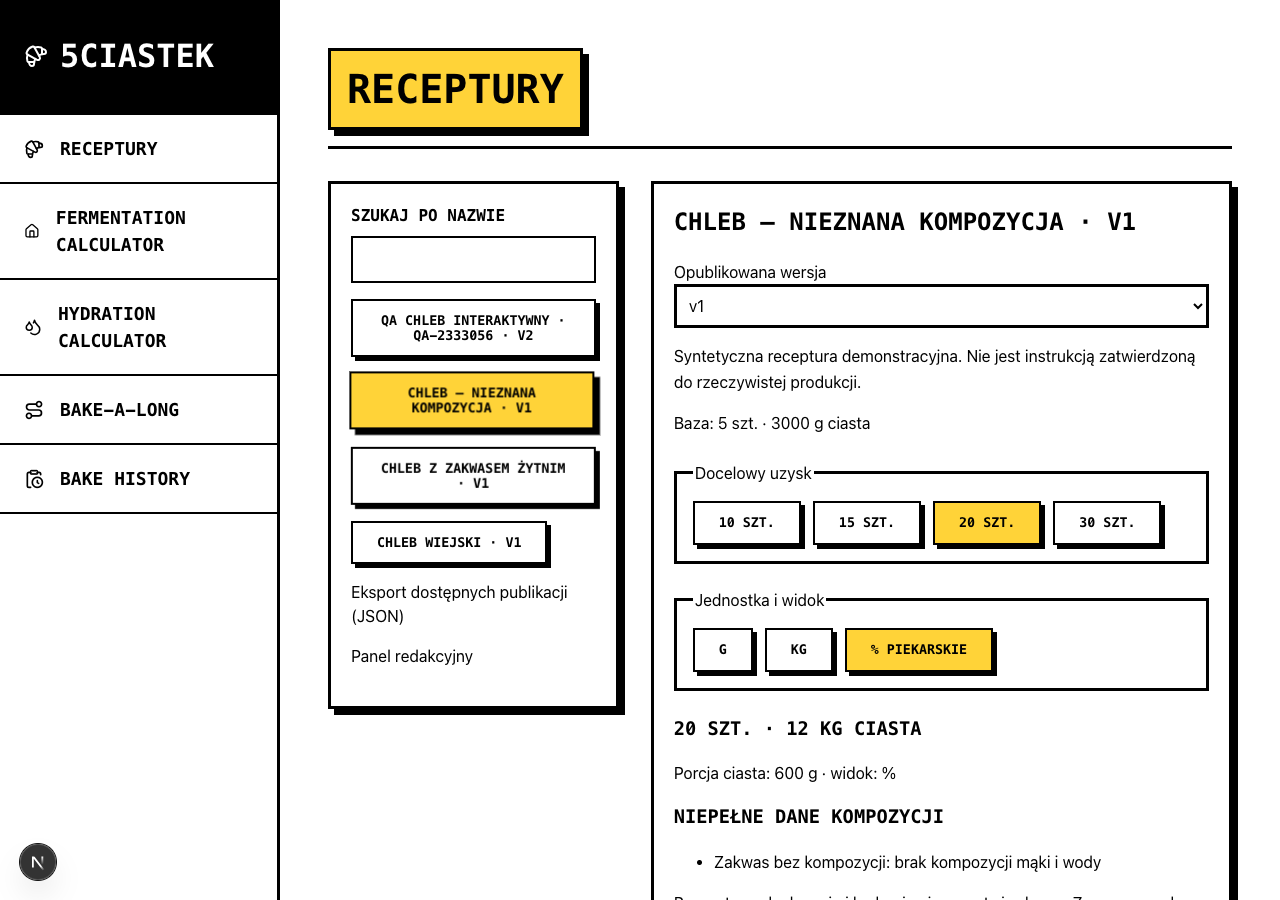 5CIASTEK
RECEPTURY
FERMENTATION
CALCULATOR
HYDRATION
CALCULATOR
BAKE–A–LONG
BAKE HISTORY
N
RECEPTURY
SZUKAJ PO NAZWIE
QA CHLEB INTERAKTYWNY ·
QA–2333056 · V2
CHLEB — NIEZNANA
KOMPOZYCJA · V1
CHLEB Z ZAKWASEM ŻYTNIM
· V1
CHLEB WIEJSKI · V1
Eksport dostępnych publikacji
(JSON)
Panel redakcyjny
CHLEB — NIEZNANA KOMPOZYCJA · V1
Opublikowana wersja
v1
Syntetyczna receptura demonstracyjna. Nie jest instrukcją zatwierdzoną
do rzeczywistej produkcji.
Baza: 5 szt. · 3000 g ciasta
Docelowy uzysk
10 SZT. 15 SZT. 20 SZT. 30 SZT.
Jednostka i widok
G KG % PIEKARSKIE
20 SZT. · 12 KG CIASTA
Porcja ciasta: 600 g · widok: %
NIEPEŁNE DANE KOMPOZYCJI
• Zakwas bez kompozycji: brak kompozycji mąki i wody